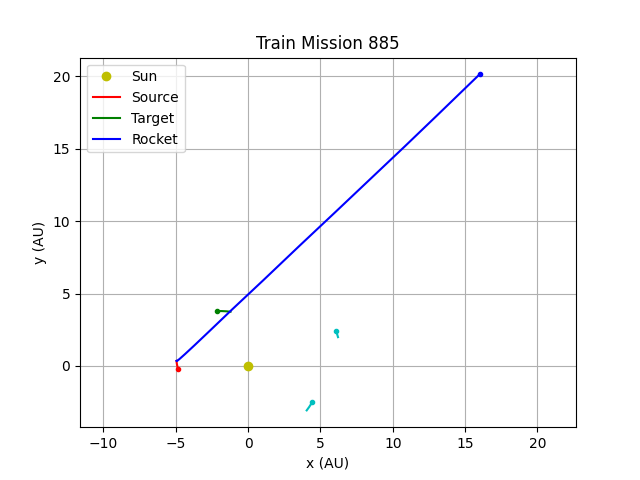 Train Mission 885
Sun
Source
Target
Rocket
20
15
10
5
0
y (AU)
−10
−5
0
5
10
15
20
x (AU)